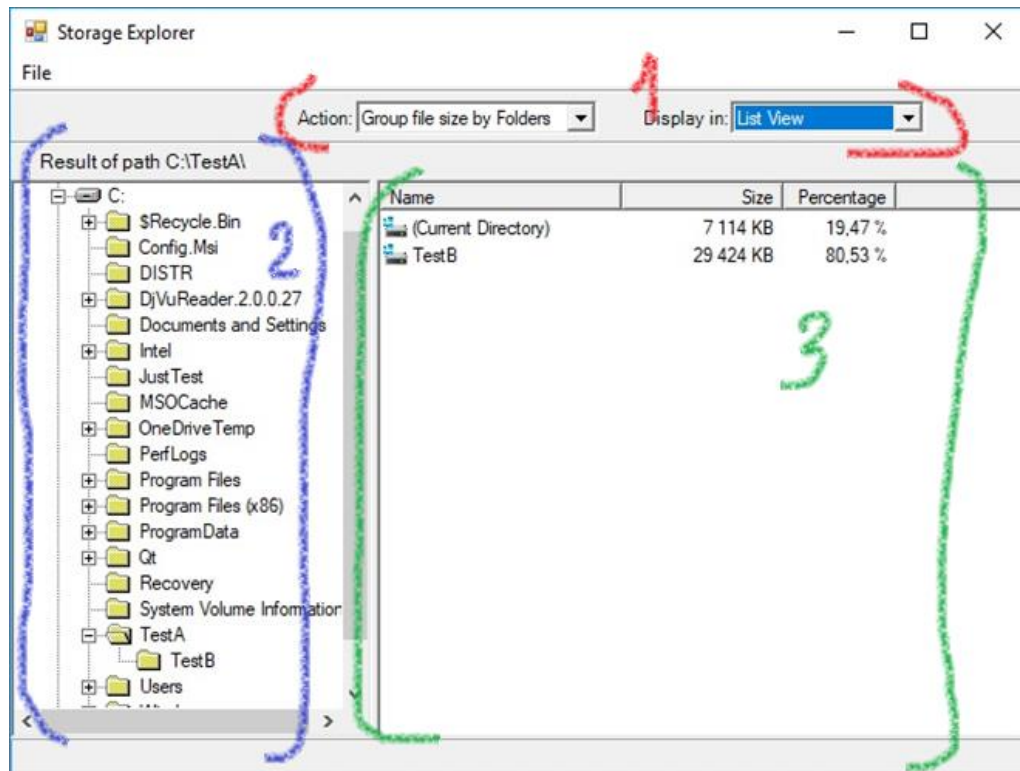 Storage Explorer
File
1
Action: Group file size by Folders Display in: List View
Result of path C:\TestA\
C:
Name Size Percentage
$Recycle.Bin
(Current Directory) 7 114 KB 19,47 %
2
Config.Msi
TestB 29 424 KB 80,53 %
DISTR
DjVuReader.2.0.0.27
Documents and Settings
3
Intel
JustTest
MSOCache
OneDriveTemp
PerfLogs
Program Files
Program Files (x86)
ProgramData
Qt
Recovery
System Volume Information
TestA
TestB
Users